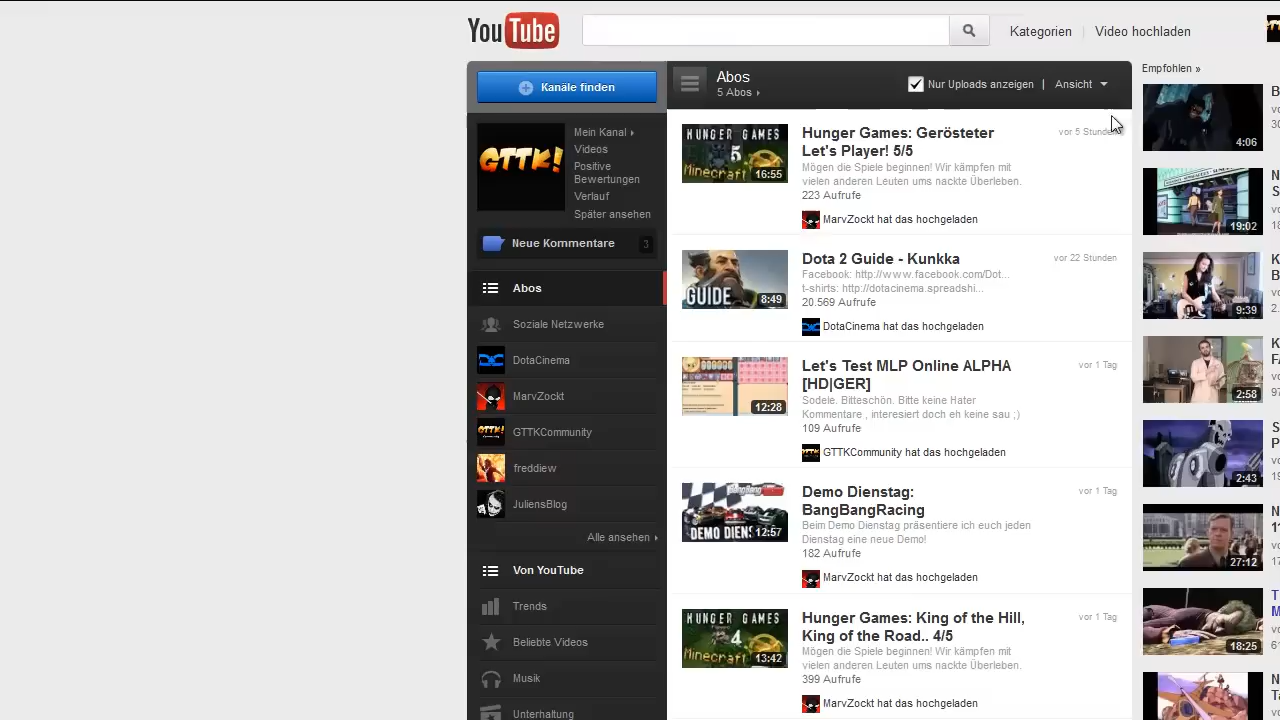 YouTube
Kategorien
Video hochladen
Kanäle finden
GTTK!
Mein Kanal
Videos
Positive
Bewertungen
Verlauf
Später ansehen
Neue Kommentare
3
Abos
Soziale Netzwerke
DotaCinema
MarvZockt
GTTKCommunity
freddiew
JuliensBlog
Alle ansehen
Von YouTube
Trends
Beliebte Videos
Musik
Unterhaltung
Abos
5 Abos
Nur Uploads anzeigen | Ansicht
HUNGER GAMES
5
Minecraft
16:55
Hunger Games: Gerösteter
Let's Player! 5/5
vor 5 Stunden
Mögen die Spiele beginnen! Wir kämpfen mit
vielen anderen Leuten ums nackte Überleben.
223 Aufrufe
MarvZockt hat das hochgeladen
GUIDE
8:49
Dota 2 Guide - Kunkka
vor 22 Stunden
Facebook: http://www.facebook.com/Dot...
t-shirts: http://dotacinema.spreadshi...
20.569 Aufrufe
DotaCinema hat das hochgeladen
12:28
Let's Test MLP Online ALPHA
[HD|GER]
vor 1 Tag
Sodele. Bitteschön. Bitte keine Hater
Kommentare , interesiert doch eh keine sau ;)
109 Aufrufe
GTTKCommunity hat das hochgeladen
BangBang
DEMO DIENS
12:57
Demo Dienstag:
BangBangRacing
vor 1 Tag
Beim Demo Dienstag präsentiere ich euch jeden
Dienstag eine neue Demo!
182 Aufrufe
MarvZockt hat das hochgeladen
HUNGER GAMES
4
Minecraft
13:42
Hunger Games: King of the Hill,
King of the Road.. 4/5
vor 1 Tag
Mögen die Spiele beginnen! Wir kämpfen mit
vielen anderen Leuten ums nackte Überleben.
399 Aufrufe
MarvZockt hat das hochgeladen
Empfohlen »
4:06
19:02
9:39
2:58
2:43
27:12
18:25